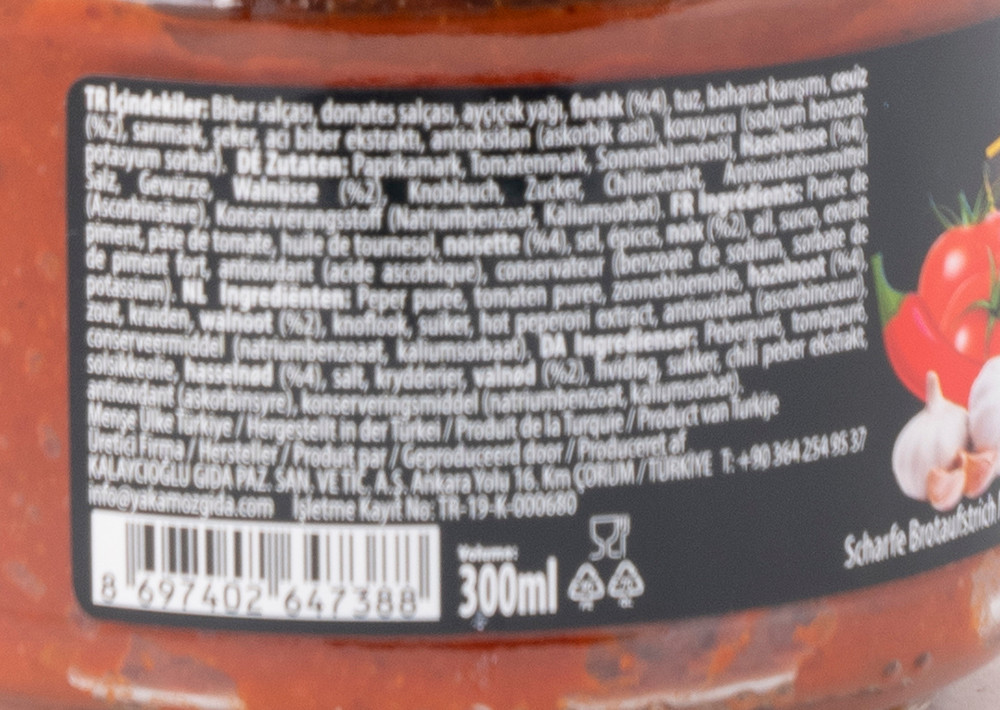 TR İçindekiler: Biber salçası, domates salçası, ayçiçek yağı, fındık (%4), tuz, baharat karışımı, ceviz
(%2), sarımsak, şeker, acı biber ekstraktı, antioksidan (askorbik asit), koruyucu (sodyum benzoat,
potasyum sorbat). DE Zutaten: Paprikamark, Tomatenmark, Sonnenblumenöl, Haselnüsse (%4),
Salz, Gewürze, Walnüsse (%2), Knoblauch, Zucker, Chilliextrakt, Antioxidationsmittel
(Ascorbinsäure), Konservierungsstoff (Natriumbenzoat, Kaliumsorbat). FR Ingrédients: Purée de
piment, pâte de tomate, huile de tournesol, noisette (%4), sel, épices, noix (%2), ail, sucre, extrait
de piment fort, antioxidant (acide ascorbique), conservateur (benzoate de sodium, sorbate de
potassium). NL Ingrediënten: Peper puree, tomaten puree, zonnebloemolie, hazelnoot (%4),
zout, kruiden, walnoot (%2), knoflook, suiker, hot peperoni extract, antioxidant (ascorbinezuur),
conserveermiddel (natriumbenzoaat, kaliumsorbaat). DA Ingredienser: Peberpuré, tomatpuré,
solsikkeolie, hasselnød (%4), salt, krydderier, valnød (%2), hvidløg, sukker, chili peber ekstrakt,
antioxidant (askorbinsyre), konserveringsmiddel (natriumbenzoat, kaliumsorbat).
Menşe Ülke Türkiye / Hergestellt in der Türkei / Produit de la Turquie / Product van Turkije
Üretici Firma / Hersteller / Produit par / Geproduceerd door / Producent af
KALAYCIOĞLU GIDA PAZ. SAN. VE TİC. A.Ş. Ankara Yolu 16. Km ÇORUM / TÜRKİYE T: +90 364 254 95 37
info@yakamozgida.com İşletme Kayıt No: TR-19-K-000680
8 697402 647388
Volume:
300ml
Scharfe Brotaufstrich